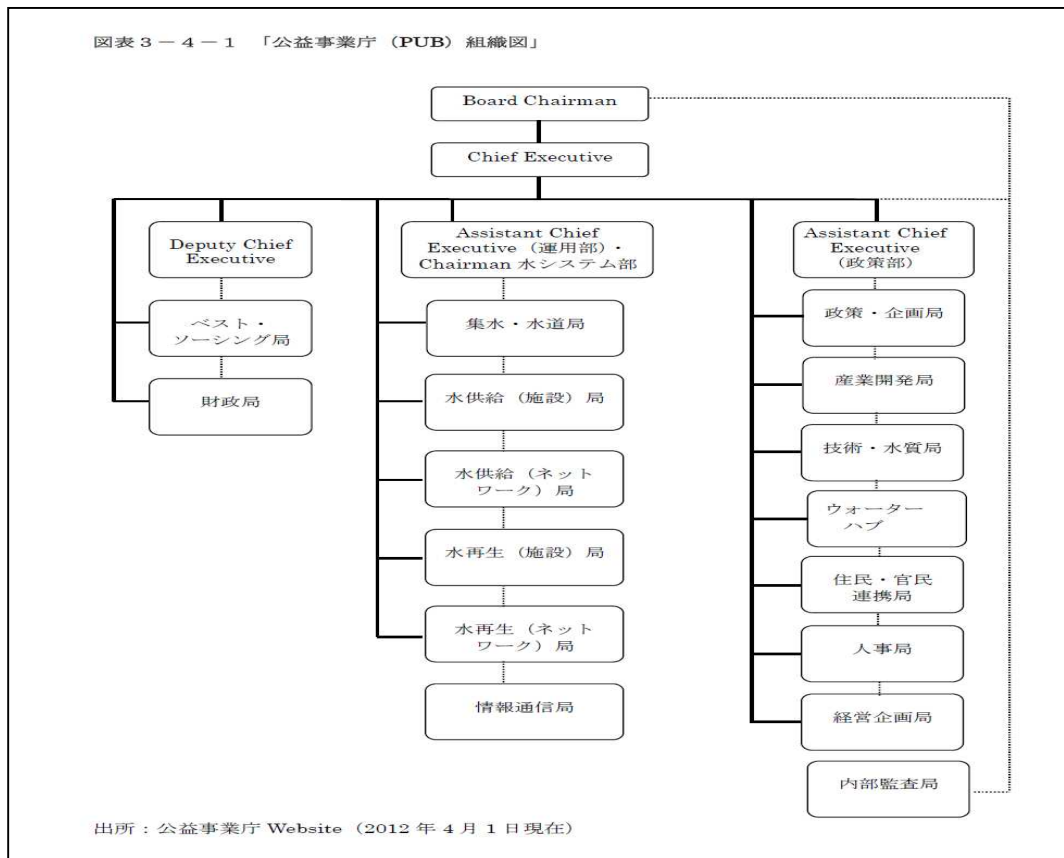 図表３－４－１　「公益事業庁（PUB）組織図」
Board Chairman
Chief Executive
Deputy Chief
Executive
ベスト・
ソーシング局
財政局
Assistant Chief
Executive（運用部）・
Chairman 水システム部
集水・水道局
水供給（施設）局
水供給（ネット
ワーク）局
水再生（施設）局
水再生（ネット
ワーク）局
情報通信局
Assistant Chief
Executive
（政策部）
政策・企画局
産業開発局
技術・水質局
ウォーター
ハブ
住民・官民
連携局
人事局
経営企画局
内部監査局
出所：公益事業庁 Website（2012 年 4 月 1 日現在）